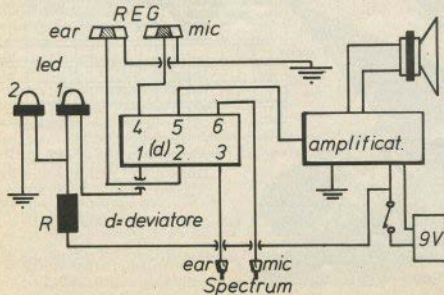 REG
ear mic
led
2 1
4 5 6
1 (d) 2 3
amplificat.
R
d=deviatore
9V
ear mic
Spectrum